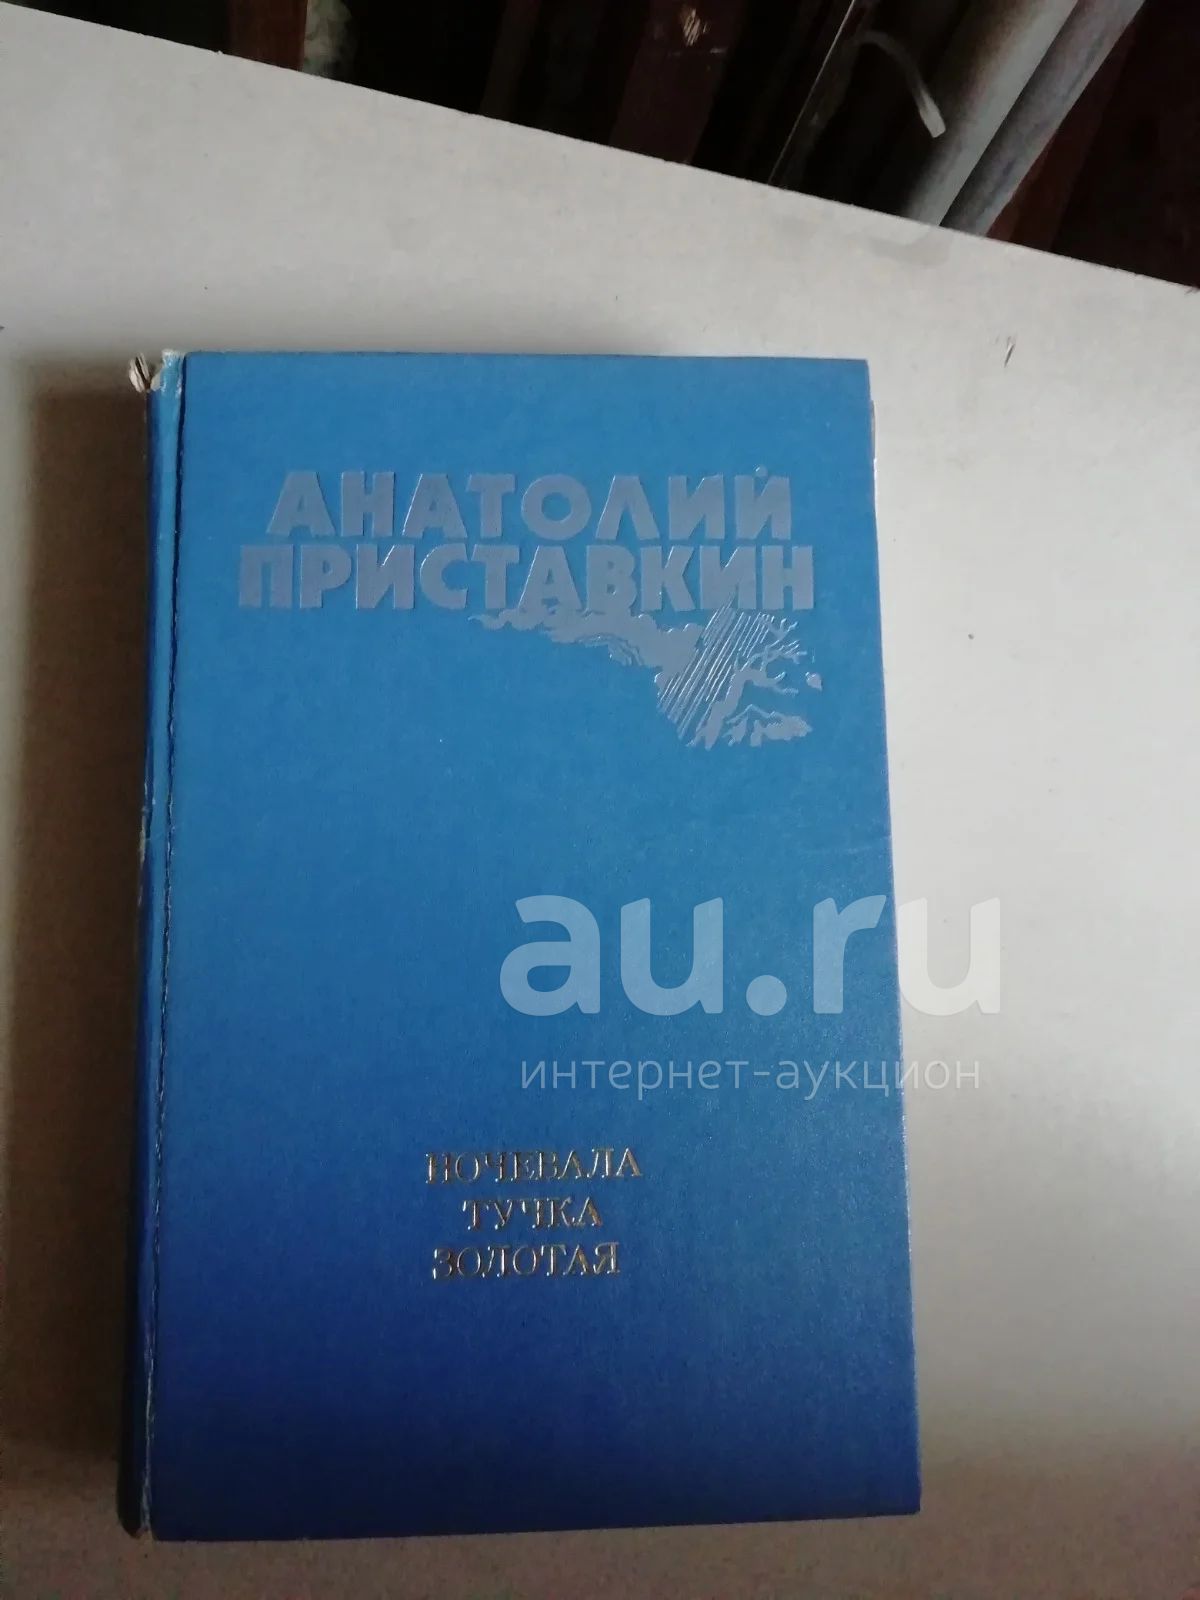 АНАТОЛИЙ
ПРИСТАВКИН
au.ru
интернет-аукцион
НОЧЕВАЛА
ТУЧКА
ЗОЛОТАЯ